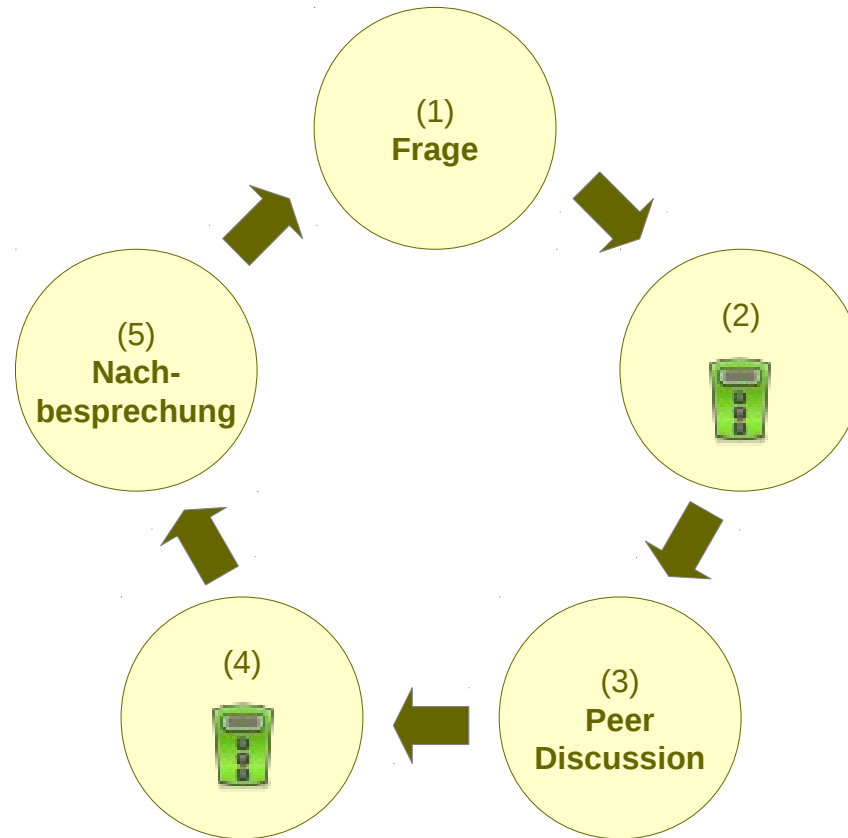 (1)
Frage
(2)
(3)
Peer
Discussion
(4)
(5)
Nach-
besprechung